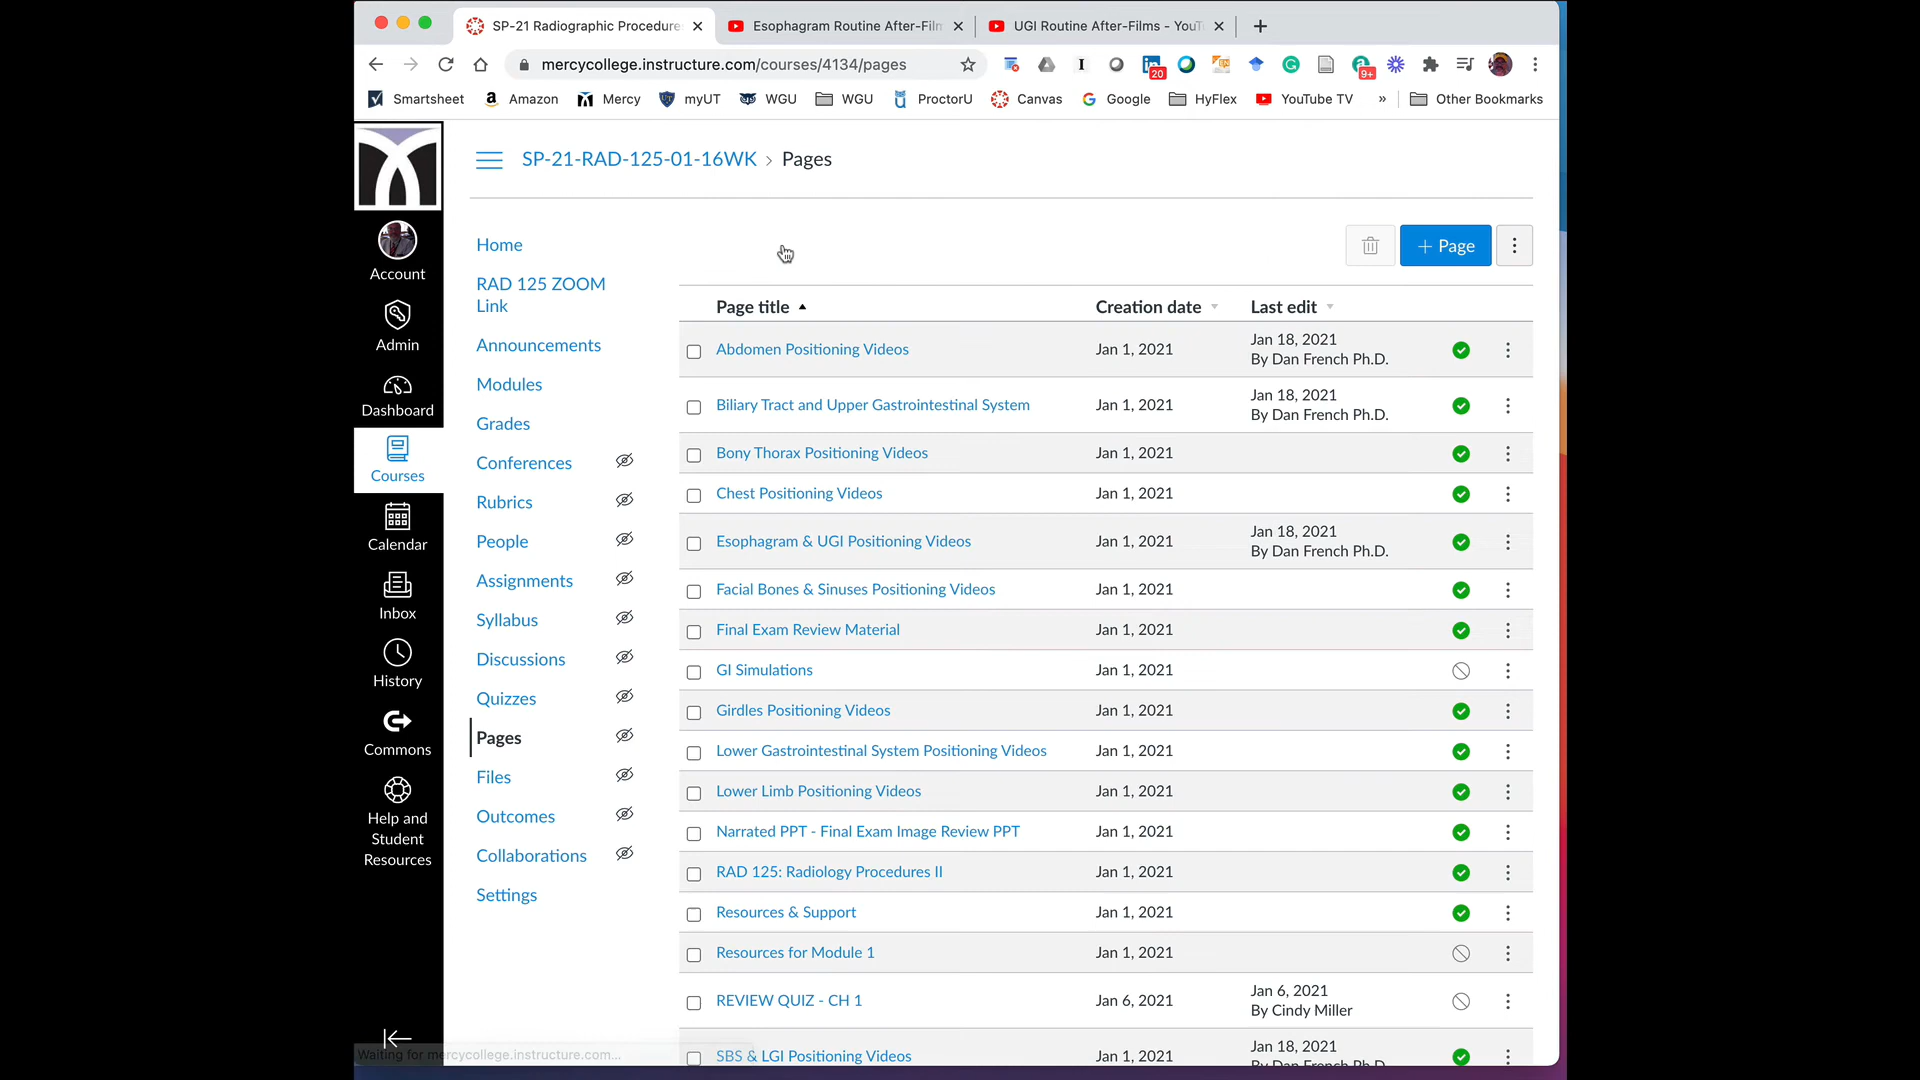 SP-21 Radiographic Procedure
Esophagram Routine After-Film
UGI Routine After-Films - YouT
mercycollege.instructure.com/courses/4134/pages
20
9+
Smartsheet
Amazon
Mercy
myUT
WGU
WGU
ProctorU
Canvas
Google
HyFlex
YouTube TV
»
Other Bookmarks
SP-21-RAD-125-01-16WK › Pages
Account
Admin
Dashboard
Courses
Calendar
Inbox
History
Commons
Help and
Student
Resources
Home
RAD 125 ZOOM
Link
Announcements
Modules
Grades
Conferences
Rubrics
People
Assignments
Syllabus
Discussions
Quizzes
Pages
Files
Outcomes
Collaborations
Settings
+ Page
Page title Creation date Last edit
Abdomen Positioning Videos Jan 1, 2021 Jan 18, 2021
By Dan French Ph.D.
Biliary Tract and Upper Gastrointestinal System Jan 1, 2021 Jan 18, 2021
By Dan French Ph.D.
Bony Thorax Positioning Videos Jan 1, 2021
Chest Positioning Videos Jan 1, 2021
Esophagram & UGI Positioning Videos Jan 1, 2021 Jan 18, 2021
By Dan French Ph.D.
Facial Bones & Sinuses Positioning Videos Jan 1, 2021
Final Exam Review Material Jan 1, 2021
GI Simulations Jan 1, 2021
Girdles Positioning Videos Jan 1, 2021
Lower Gastrointestinal System Positioning Videos Jan 1, 2021
Lower Limb Positioning Videos Jan 1, 2021
Narrated PPT - Final Exam Image Review PPT Jan 1, 2021
RAD 125: Radiology Procedures II Jan 1, 2021
Resources & Support Jan 1, 2021
Resources for Module 1 Jan 1, 2021
REVIEW QUIZ - CH 1 Jan 6, 2021 Jan 6, 2021
By Cindy Miller
SBS & LGI Positioning Videos Jan 1, 2021 Jan 18, 2021
By Dan French Ph.D.
Waiting for mercycollege.instructure.com...